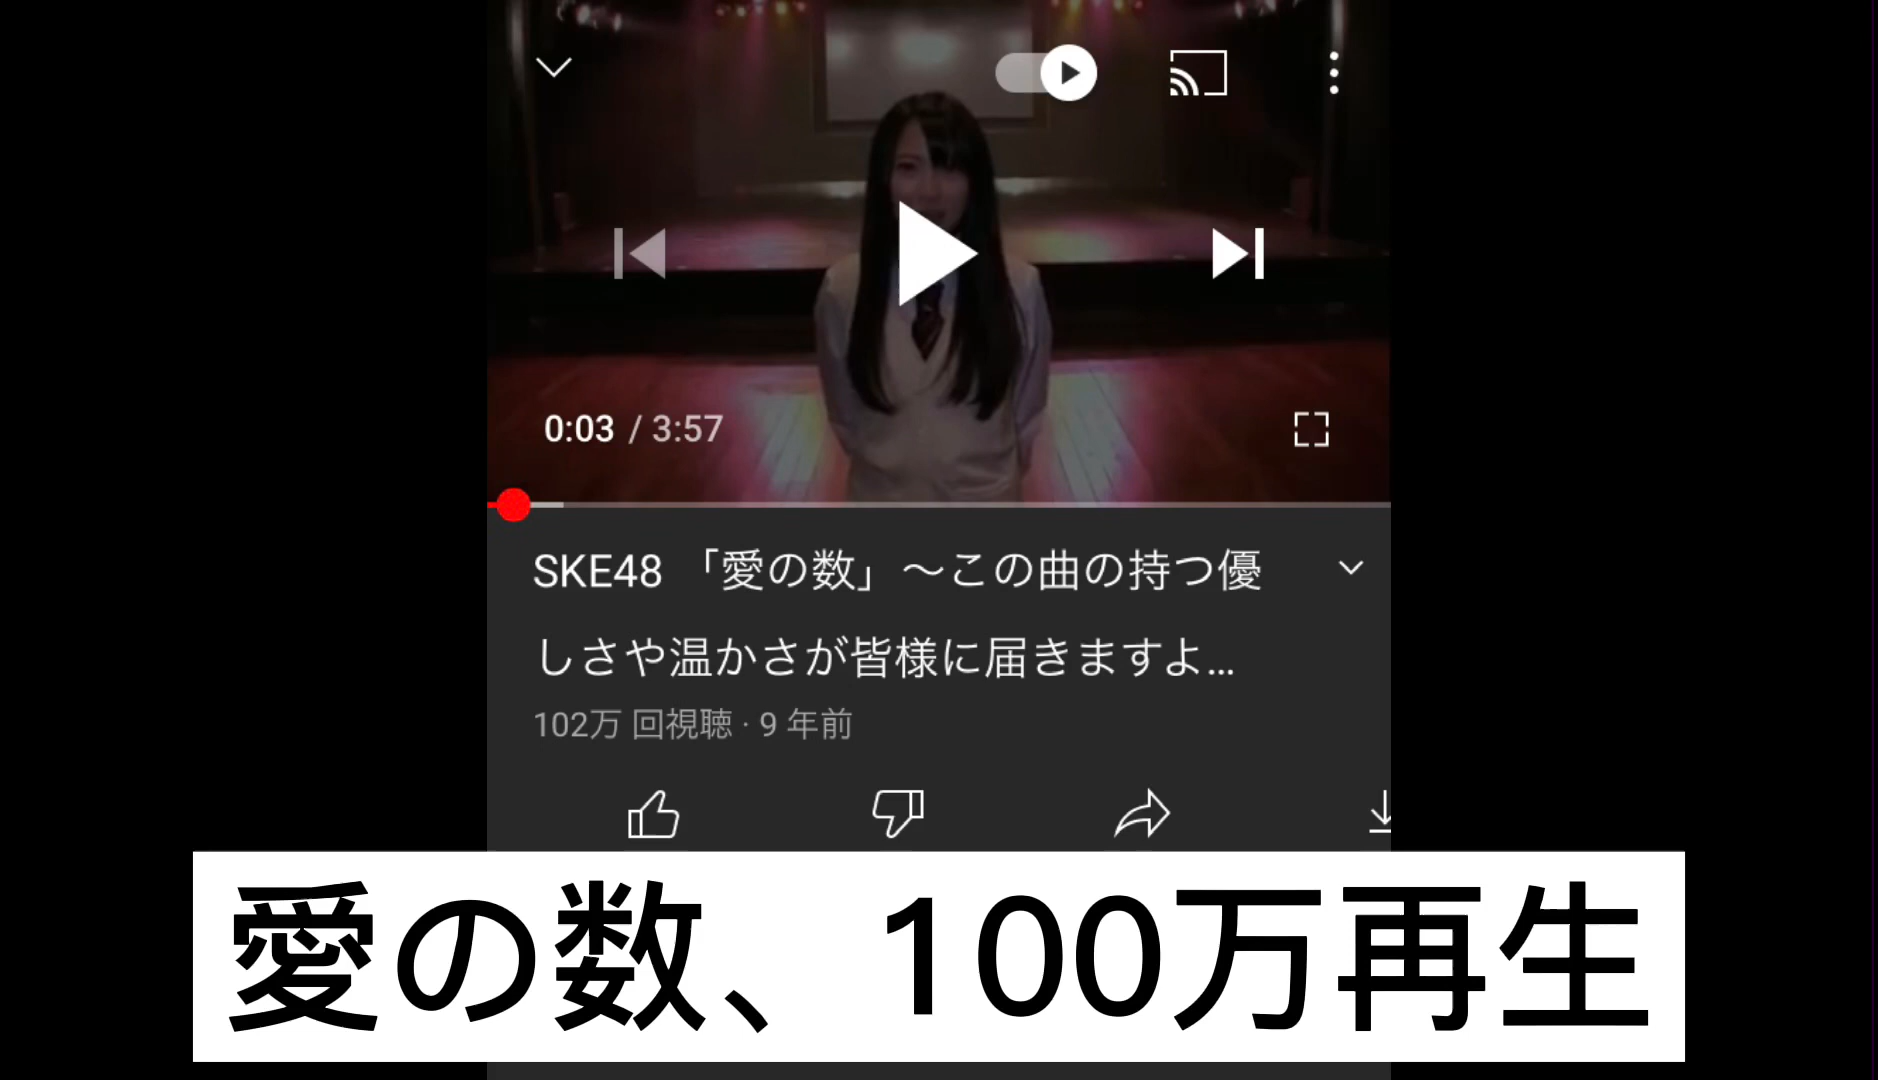 0:03 / 3:57
SKE48 「愛の数」～この曲の持つ優
しさや温かさが皆様に届きますよ...
102万 回視聴 · 9 年前
愛の数、100万再生